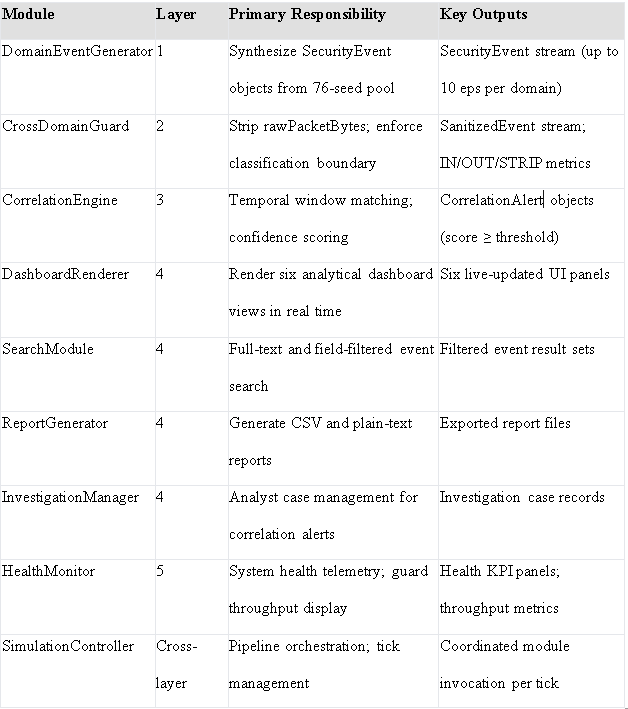 Module Layer Primary Responsibility Key Outputs
DomainEventGenerator 1 Synthesize SecurityEvent SecurityEvent stream (up to
objects from 76-seed pool 10 eps per domain)
CrossDomainGuard 2 Strip rawPacketBytes; enforce SanitizedEvent stream;
classification boundary IN/OUT/STRIP metrics
CorrelationEngine 3 Temporal window matching; CorrelationAlert objects
confidence scoring (score ≥ threshold)
DashboardRenderer 4 Render six analytical dashboard Six live-updated UI panels
views in real time
SearchModule 4 Full-text and field-filtered event Filtered event result sets
search
ReportGenerator 4 Generate CSV and plain-text Exported report files
reports
InvestigationManager 4 Analyst case management for Investigation case records
correlation alerts
HealthMonitor 5 System health telemetry; guard Health KPI panels;
throughput display throughput metrics
SimulationController Cross- Pipeline orchestration; tick Coordinated module
layer management invocation per tick